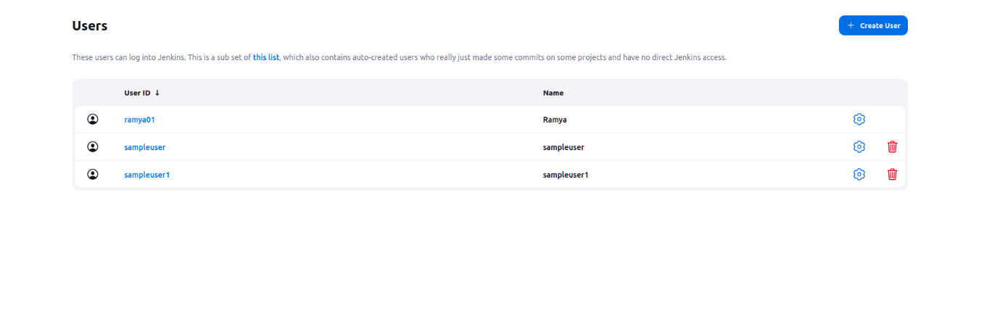 Users
+ Create User
These users can log into Jenkins. This is a sub set of this list, which also contains auto-created users who really just made some commits on some projects and have no direct Jenkins access.
User ID ↓ Name
ramya01 Ramya
sampleuser sampleuser
sampleuser1 sampleuser1